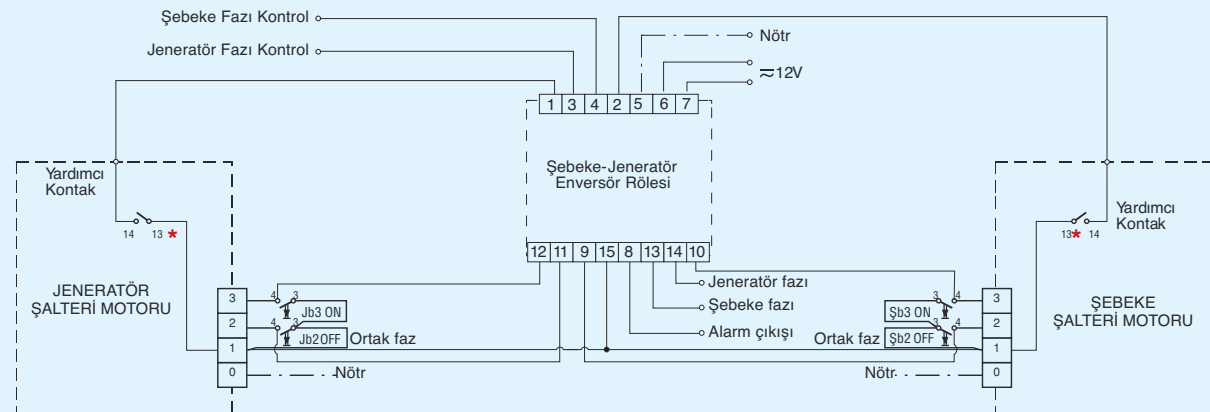 Şebeke Fazı Kontrol
Jeneratör Fazı Kontrol
Nötr
≂12V
1 3 4 2 5 6 7
Şebeke-Jeneratör
Enversör Rölesi
12 11 9 15 8 13 14 10
Yardımcı
Kontak
14 13 *
JENERATÖR
ŞALTERİ MOTORU
3
2
1
0
4 3
Jb3 ON
4 3
Jb2 OFF
Ortak faz
Nötr
Jeneratör fazı
Şebeke fazı
Alarm çıkışı
Yardımcı
Kontak
13 * 14
ŞEBEKE
ŞALTERİ MOTORU
3 4
Şb3 ON
3 4
Şb2 OFF
Ortak faz
Nötr
3
2
1
0